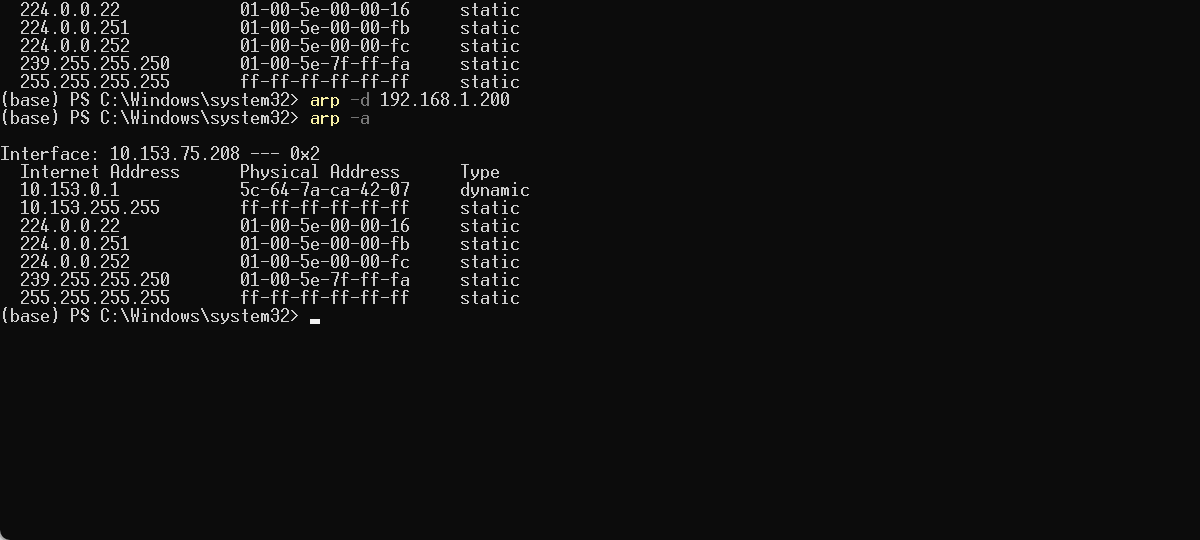 224.0.0.22            01-00-5e-00-00-16     static
224.0.0.251           01-00-5e-00-00-fb     static
224.0.0.252           01-00-5e-00-00-fc     static
239.255.255.250       01-00-5e-7f-ff-fa     static
255.255.255.255       ff-ff-ff-ff-ff-ff     static
(base) PS C:\Windows\system32> arp -d 192.168.1.200
(base) PS C:\Windows\system32> arp -a
Interface: 10.153.75.208 --- 0x2
Internet Address      Physical Address      Type
10.153.0.1            5c-64-7a-ca-42-07     dynamic
10.153.255.255        ff-ff-ff-ff-ff-ff     static
224.0.0.22            01-00-5e-00-00-16     static
224.0.0.251           01-00-5e-00-00-fb     static
224.0.0.252           01-00-5e-00-00-fc     static
239.255.255.250       01-00-5e-7f-ff-fa     static
255.255.255.255       ff-ff-ff-ff-ff-ff     static
(base) PS C:\Windows\system32>